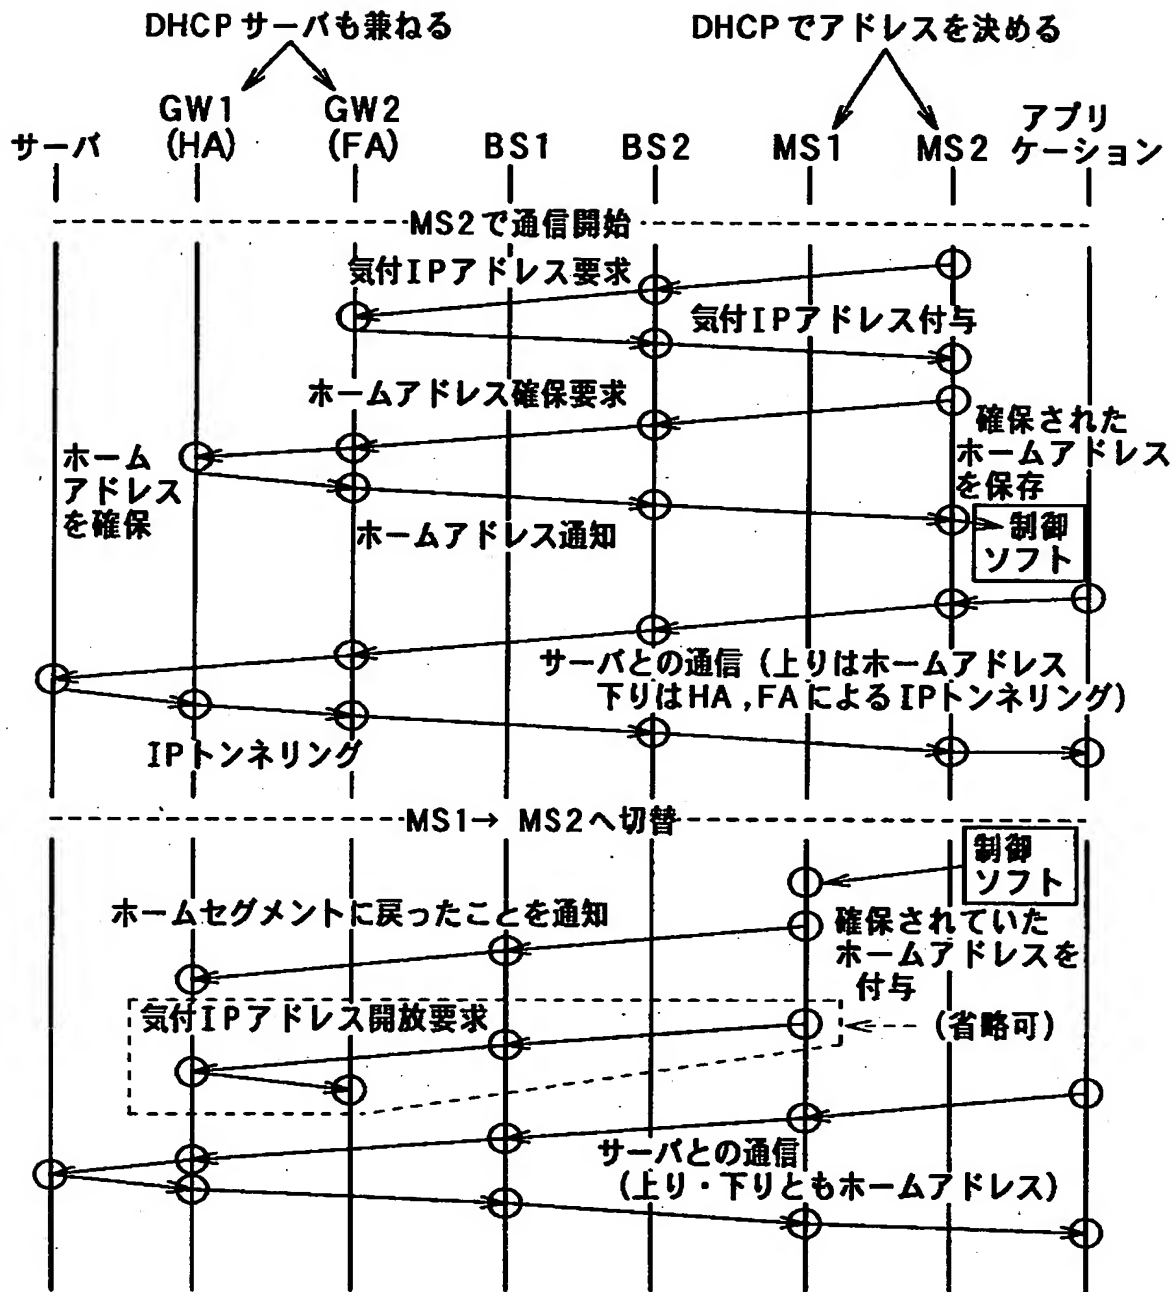 DHCPサーバも兼ねる
DHCPでアドレスを決める
サーバ
GW1
(HA)
GW2
(FA)
BS1
BS2
MS1
MS2
アプリ
ケーション
MS2で通信開始
気付IPアドレス要求
気付IPアドレス付与
ホームアドレス確保要求
確保された
ホームアドレス
を保存
ホーム
アドレス
を確保
ホームアドレス通知
制御
ソフト
サーバとの通信(上りはホームアドレス
下りはHA,FAによるIPトンネリング)
IPトンネリング
MS1→ MS2へ切替
制御
ソフト
ホームセグメントに戻ったことを通知
確保されていた
ホームアドレスを
付与
気付IPアドレス開放要求
(省略可)
サーバとの通信
(上り・下りともホームアドレス)